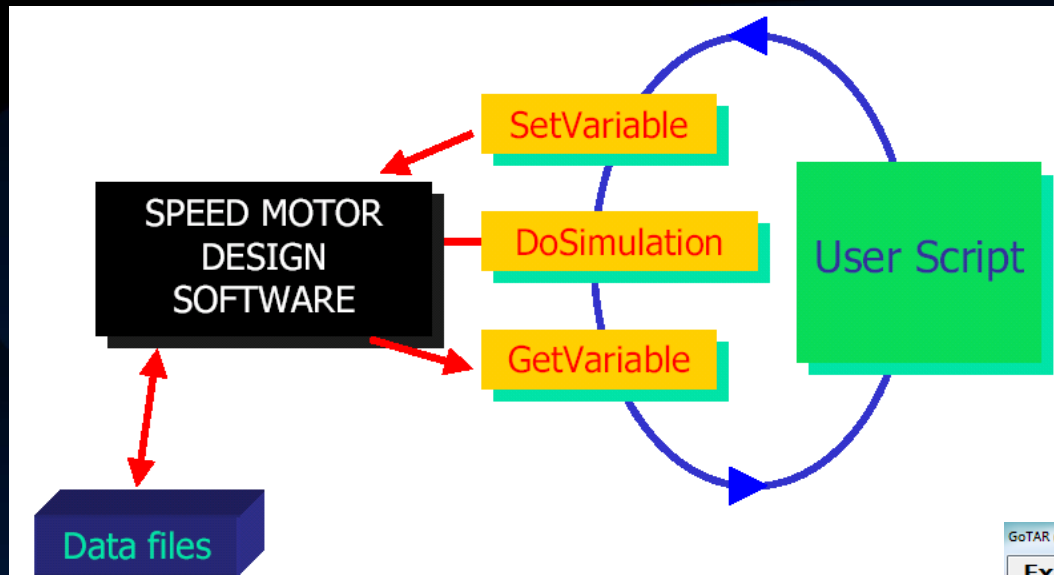 SetVariable
SPEED MOTOR
DESIGN
SOFTWARE
DoSimulation
User Script
GetVariable
Data files
GoTAR
Ex